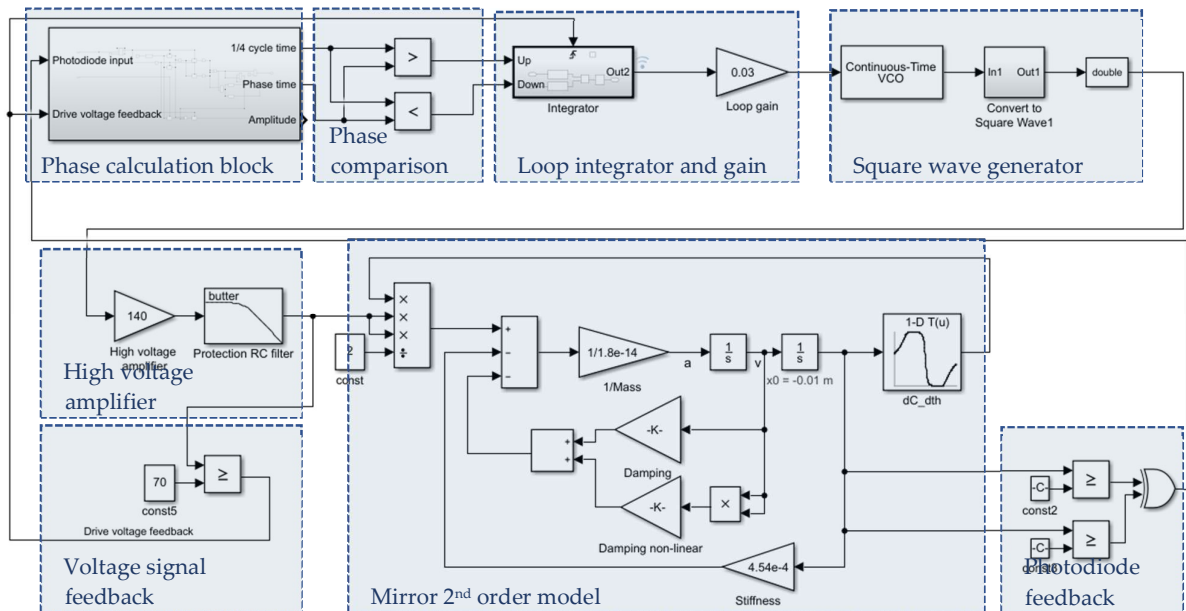 Photodiode input
Drive voltage feedback
1/4 cycle time
Phase time
Amplitude
Phase calculation block
>
<
Phase
comparison
Up
Down
Out2
Integrator
0.03
Loop gain
Loop integrator and gain
Continuous-Time
VCO
In1
Out1
Convert to
Square Wave1
double
Square wave generator
140
High voltage
amplifier
butter
Protection RC filter
High voltage
amplifier
70
const5
≥
Drive voltage feedback
Voltage signal
feedback
2
const
×
×
×
÷
+
−
−
1/1.8e-14
1/Mass
a
1
s
v
1
s
x0 = -0.01 m
1-D T(u)
dC_dth
+
+
-K-
Damping
-K-
Damping non-linear
×
4.54e-4
Stiffness
Mirror 2nd order model
-C-
const2
≥
-C-
≥
Photodiode
feedback